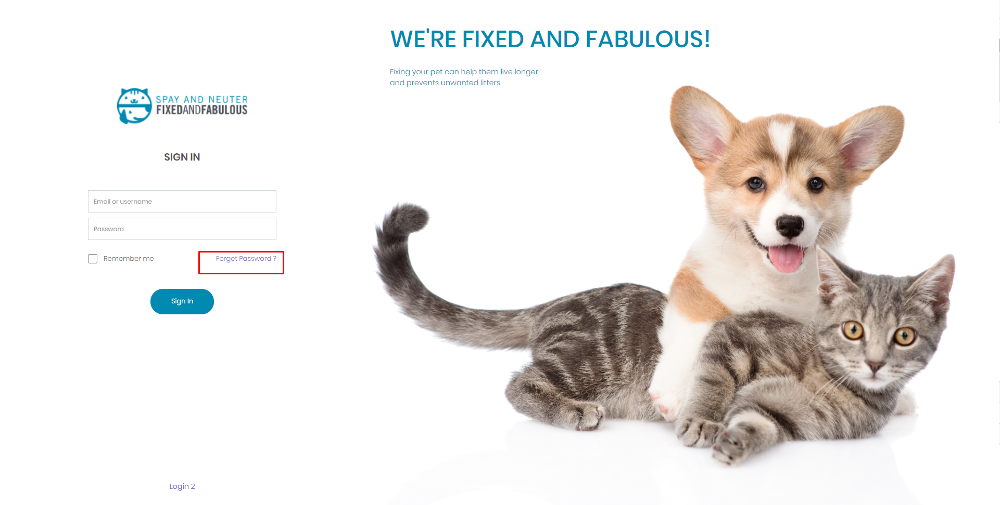 WE'RE FIXED AND FABULOUS!
Fixing your pet can help them live longer,
and prevents unwanted litters.
SPAY AND NEUTER
FIXEDANDFABULOUS
SIGN IN
Email or username
Password
Remember me
Forget Password ?
Sign In
Login 2